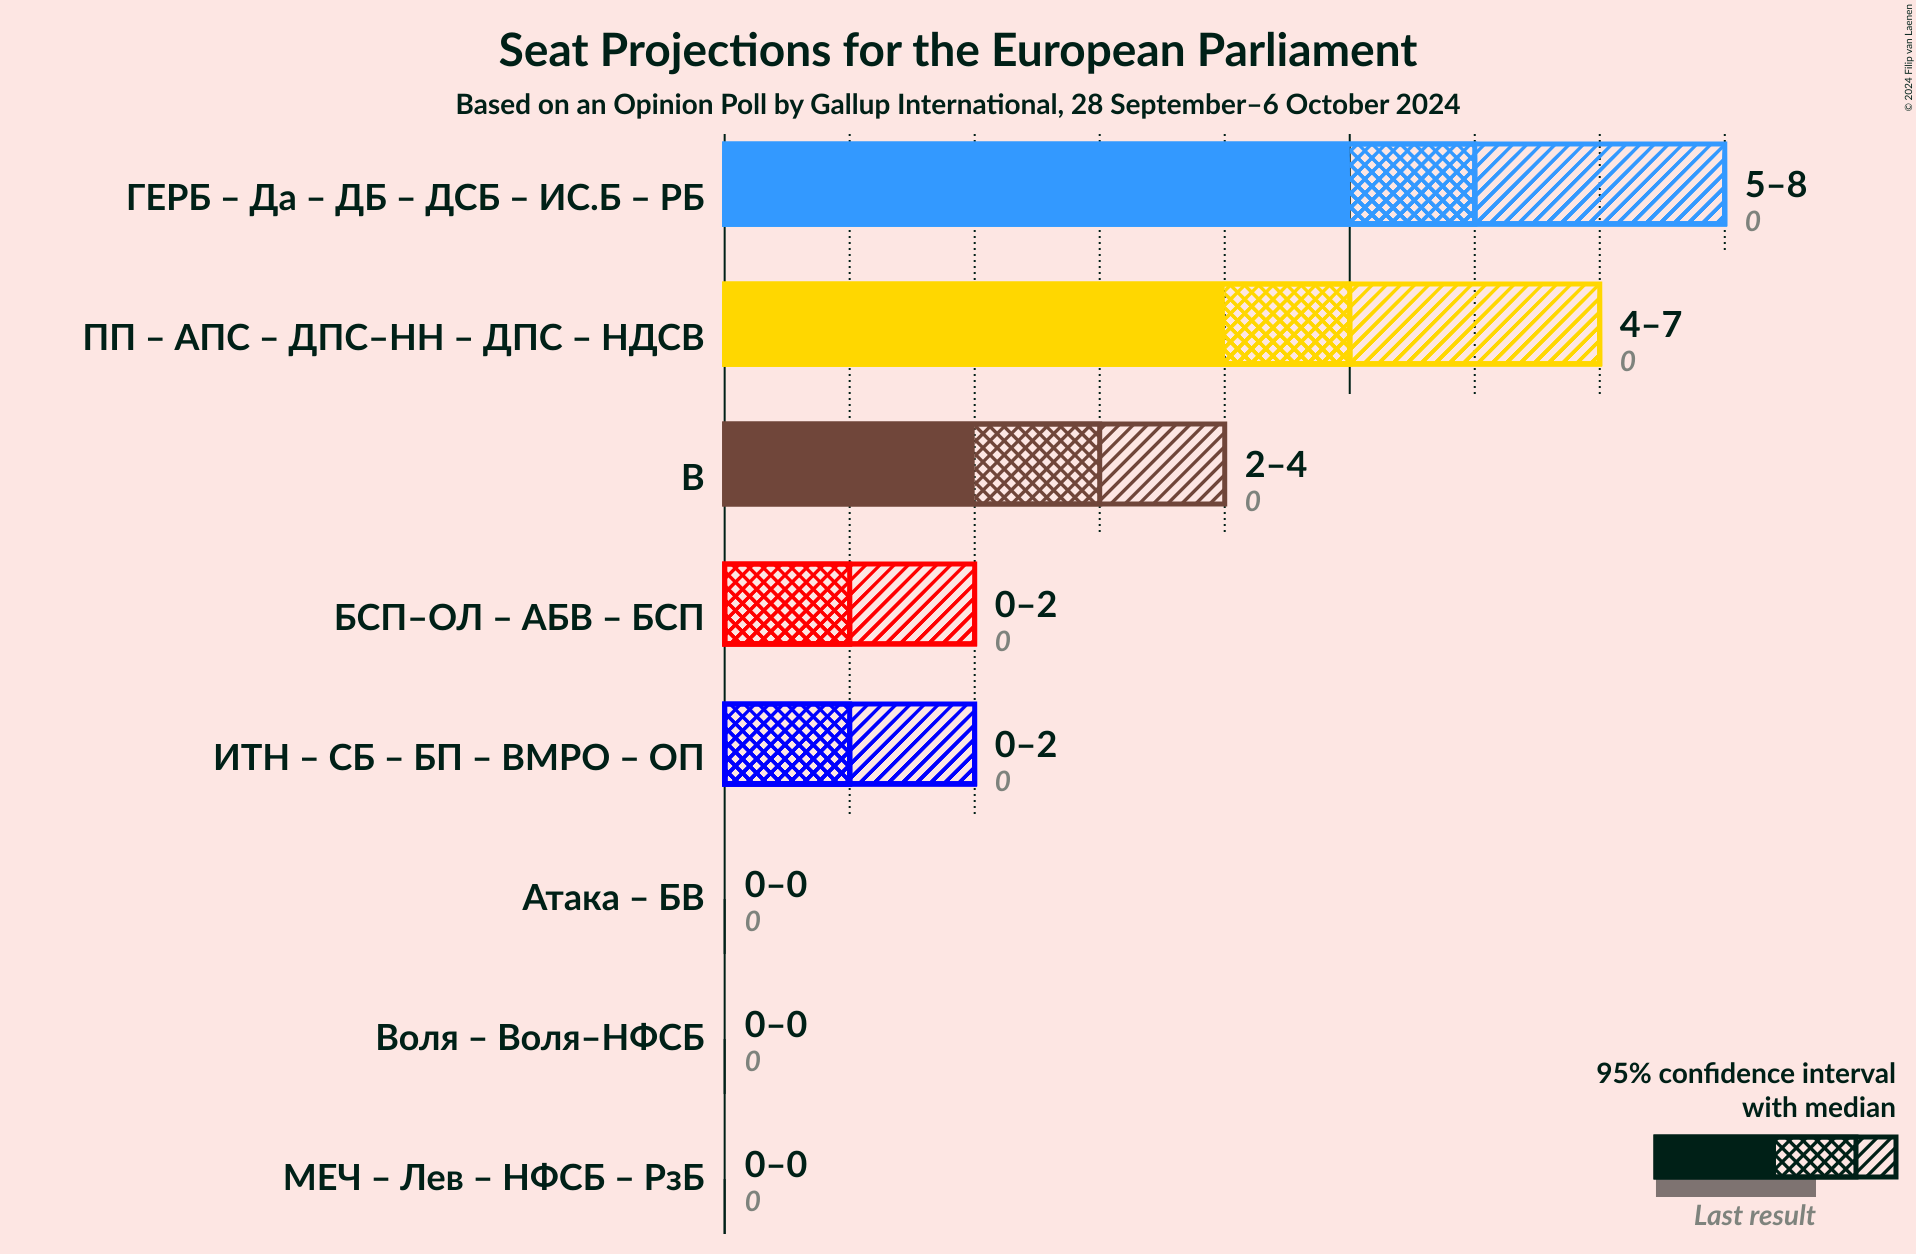 Seat Projections for the European Parliament
Based on an Opinion Poll by Gallup International, 28 September–6 October 2024
© 2024 Filip van Laenen
ГЕРБ – Да – ДБ – ДСБ – ИС.Б – РБ
5–8
0
ПП – АПС – ДПС–НН – ДПС – НДСВ
4–7
0
В
2–4
0
БСП–ОЛ – АБВ – БСП
0–2
0
ИТН – СБ – БП – ВМРО – ОП
0–2
0
Атака – БВ
0–0
0
Воля – Воля–НФСБ
0–0
0
МЕЧ – Лев – НФСБ – РзБ
0–0
0
95% confidence interval
with median
Last result